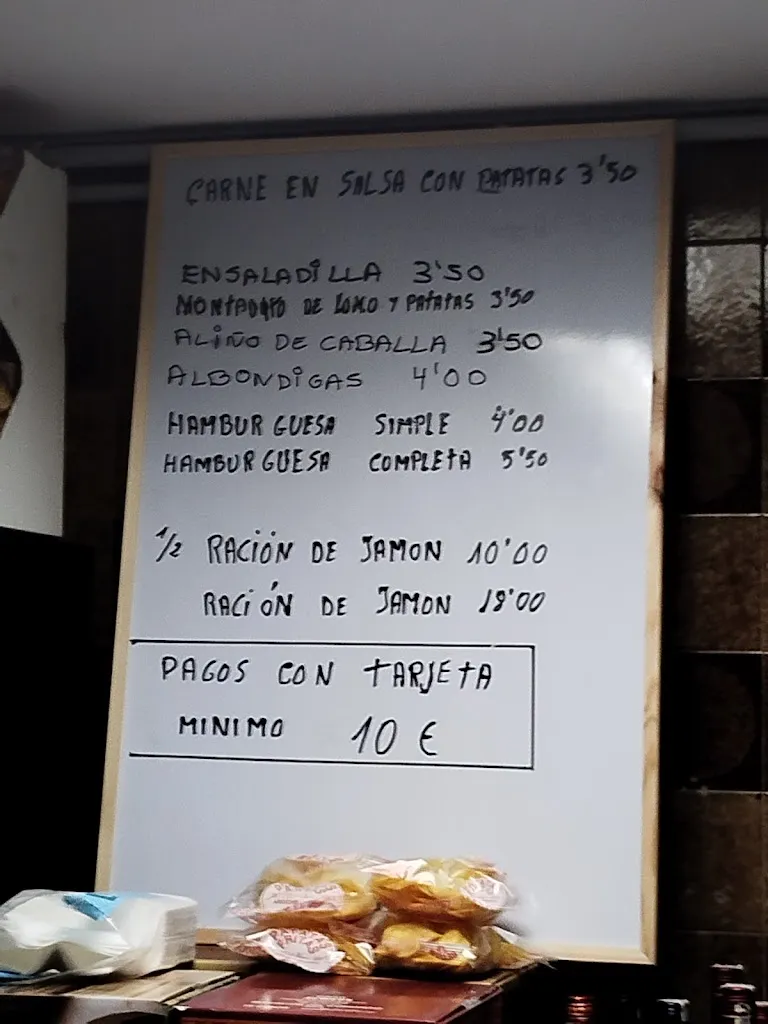 CARNE EN SALSA CON PATATAS 3'50
ENSALADILLA 3'50
MONTADITO DE LOMO Y PATATAS 3'50
ALIÑO DE CABALLA 3'50
ALBONDIGAS 4'00
HAMBURGUESA SIMPLE 4'00
HAMBURGUESA COMPLETA 5'50
1/2 RACIÓN DE JAMON 10'00
RACIÓN DE JAMON 18'00
PAGOS CON TARJETA
MINIMO 10 €